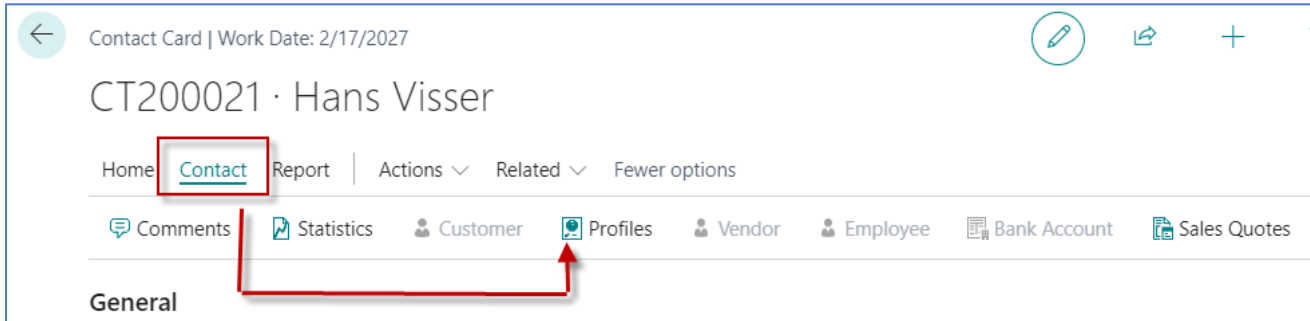 Contact Card | Work Date: 2/17/2027
CT200021 · Hans Visser
Home Contact Report Actions Related Fewer options
Comments Statistics Customer Profiles Vendor Employee Bank Account Sales Quotes
General